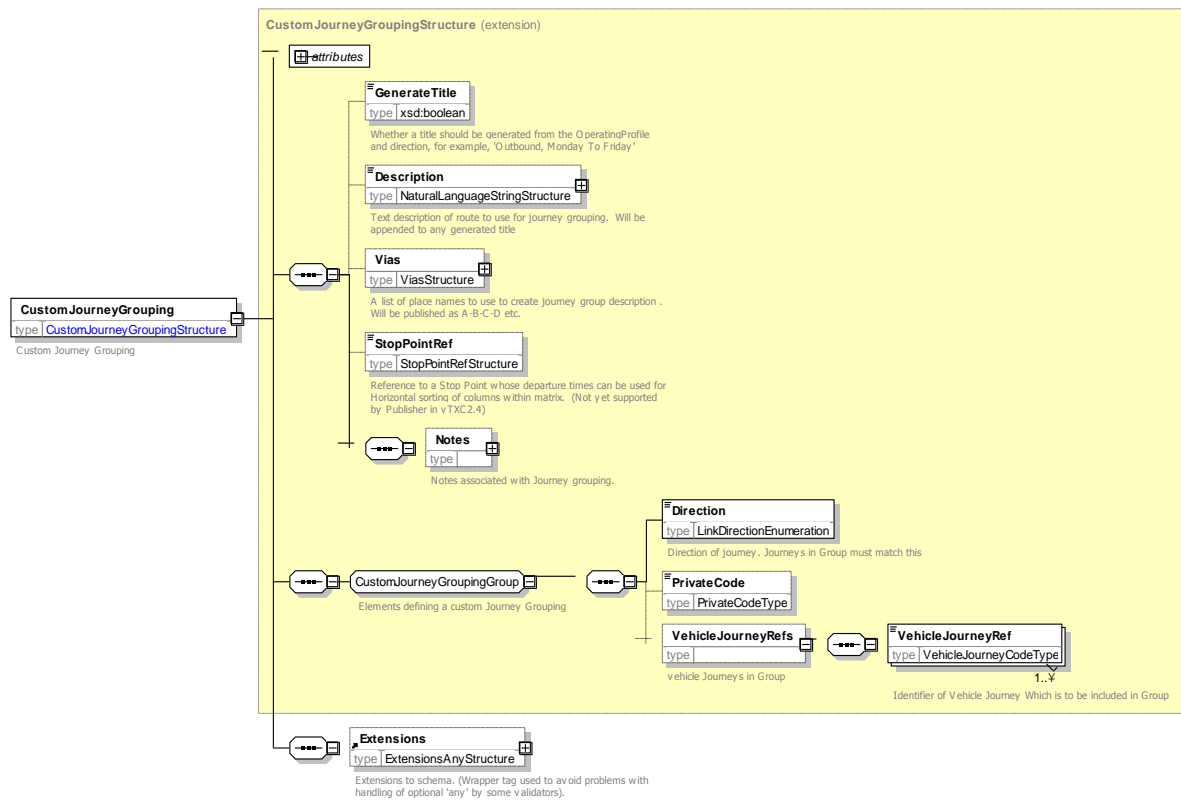 CustomJourneyGroupingStructure (extension)
attributes
GenerateTitle
type xsd:boolean
Whether a title should be generated from the OperatingProfile
and direction, for example, 'Outbound, Monday To Friday'
Description
type NaturalLanguageStringStructure
Text description of route to use for journey grouping. Will be
appended to any generated title
Vias
type ViasStructure
A list of place names to use to create journey group description .
Will be published as A-B-C-D etc.
CustomJourneyGrouping
type CustomJourneyGroupingStructure
Custom Journey Grouping
StopPointRef
type StopPointRefStructure
Reference to a Stop Point whose departure times can be used for
Horizontal sorting of columns within matrix. (Not yet supported
by Publisher in vTXC2.4)
Notes
type
Notes associated with Journey grouping.
Direction
type LinkDirectionEnumeration
Direction of journey. Journeys in Group must match this
CustomJourneyGroupingGroup
Elements defining a custom Journey Grouping
PrivateCode
type PrivateCodeType
VehicleJourneyRefs
type
vehicle Journeys in Group
VehicleJourneyRef
type VehicleJourneyCodeType
1..¥
Identifier of Vehicle Journey Which is to be included in Group
Extensions
type ExtensionsAnyStructure
Extensions to schema. (Wrapper tag used to avoid problems with
handling of optional 'any' by some validators).